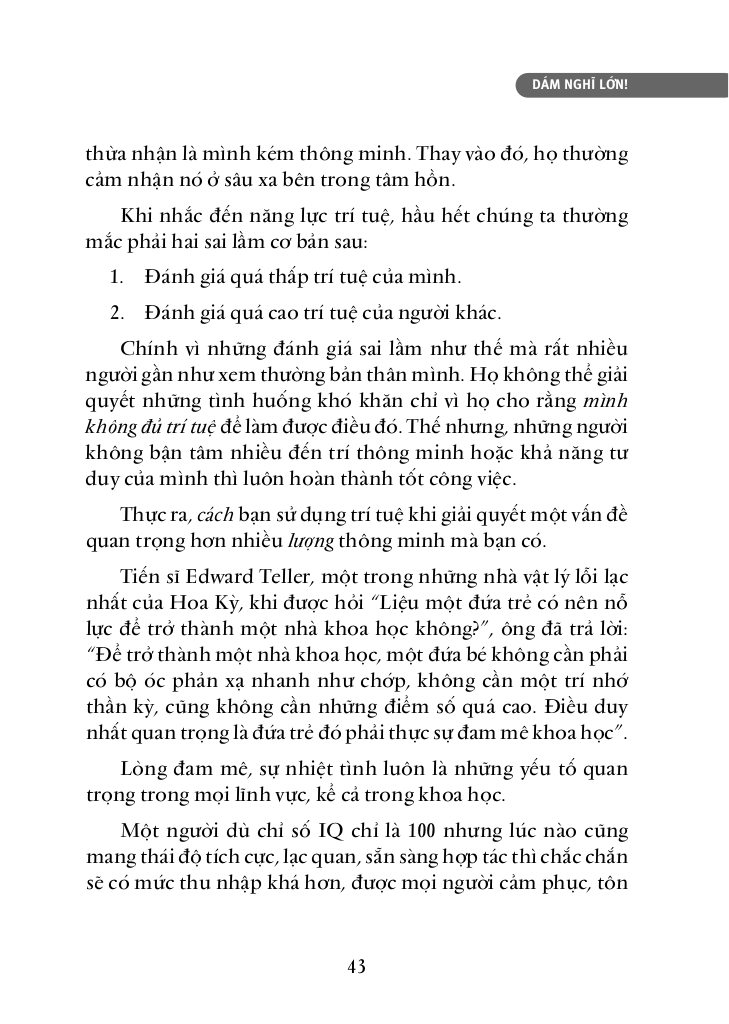 DÁM NGHĨ LỚN!
thừa nhận là mình kém thông minh. Thay vào đó, họ thường
cảm nhận nó ở sâu xa bên trong tâm hồn.
Khi nhắc đến năng lực trí tuệ, hầu hết chúng ta thường
mắc phải hai sai lầm cơ bản sau:
1. Đánh giá quá thấp trí tuệ của mình.
2. Đánh giá quá cao trí tuệ của người khác.
Chính vì những đánh giá sai lầm như thế mà rất nhiều
người gần như xem thường bản thân mình. Họ không thể giải
quyết những tình huống khó khăn chỉ vì họ cho rằng mình
không đủ trí tuệ để làm được điều đó. Thế nhưng, những người
không bận tâm nhiều đến trí thông minh hoặc khả năng tư
duy của mình thì luôn hoàn thành tốt công việc.
Thực ra, cách bạn sử dụng trí tuệ khi giải quyết một vấn đề
quan trọng hơn nhiều lượng thông minh mà bạn có.
Tiến sĩ Edward Teller, một trong những nhà vật lý lỗi lạc
nhất của Hoa Kỳ, khi được hỏi “Liệu một đứa trẻ có nên nỗ
lực để trở thành một nhà khoa học không?”, ông đã trả lời:
“Để trở thành một nhà khoa học, một đứa bé không cần phải
có bộ óc phản xạ nhanh như chớp, không cần một trí nhớ
thần kỳ, cũng không cần những điểm số quá cao. Điều duy
nhất quan trọng là đứa trẻ đó phải thực sự đam mê khoa học”.
Lòng đam mê, sự nhiệt tình luôn là những yếu tố quan
trọng trong mọi lĩnh vực, kể cả trong khoa học.
Một người dù chỉ số IQ chỉ là 100 nhưng lúc nào cũng
mang thái độ tích cực, lạc quan, sẵn sàng hợp tác thì chắc chắn
sẽ có mức thu nhập khá hơn, được mọi người cảm phục, tôn
43